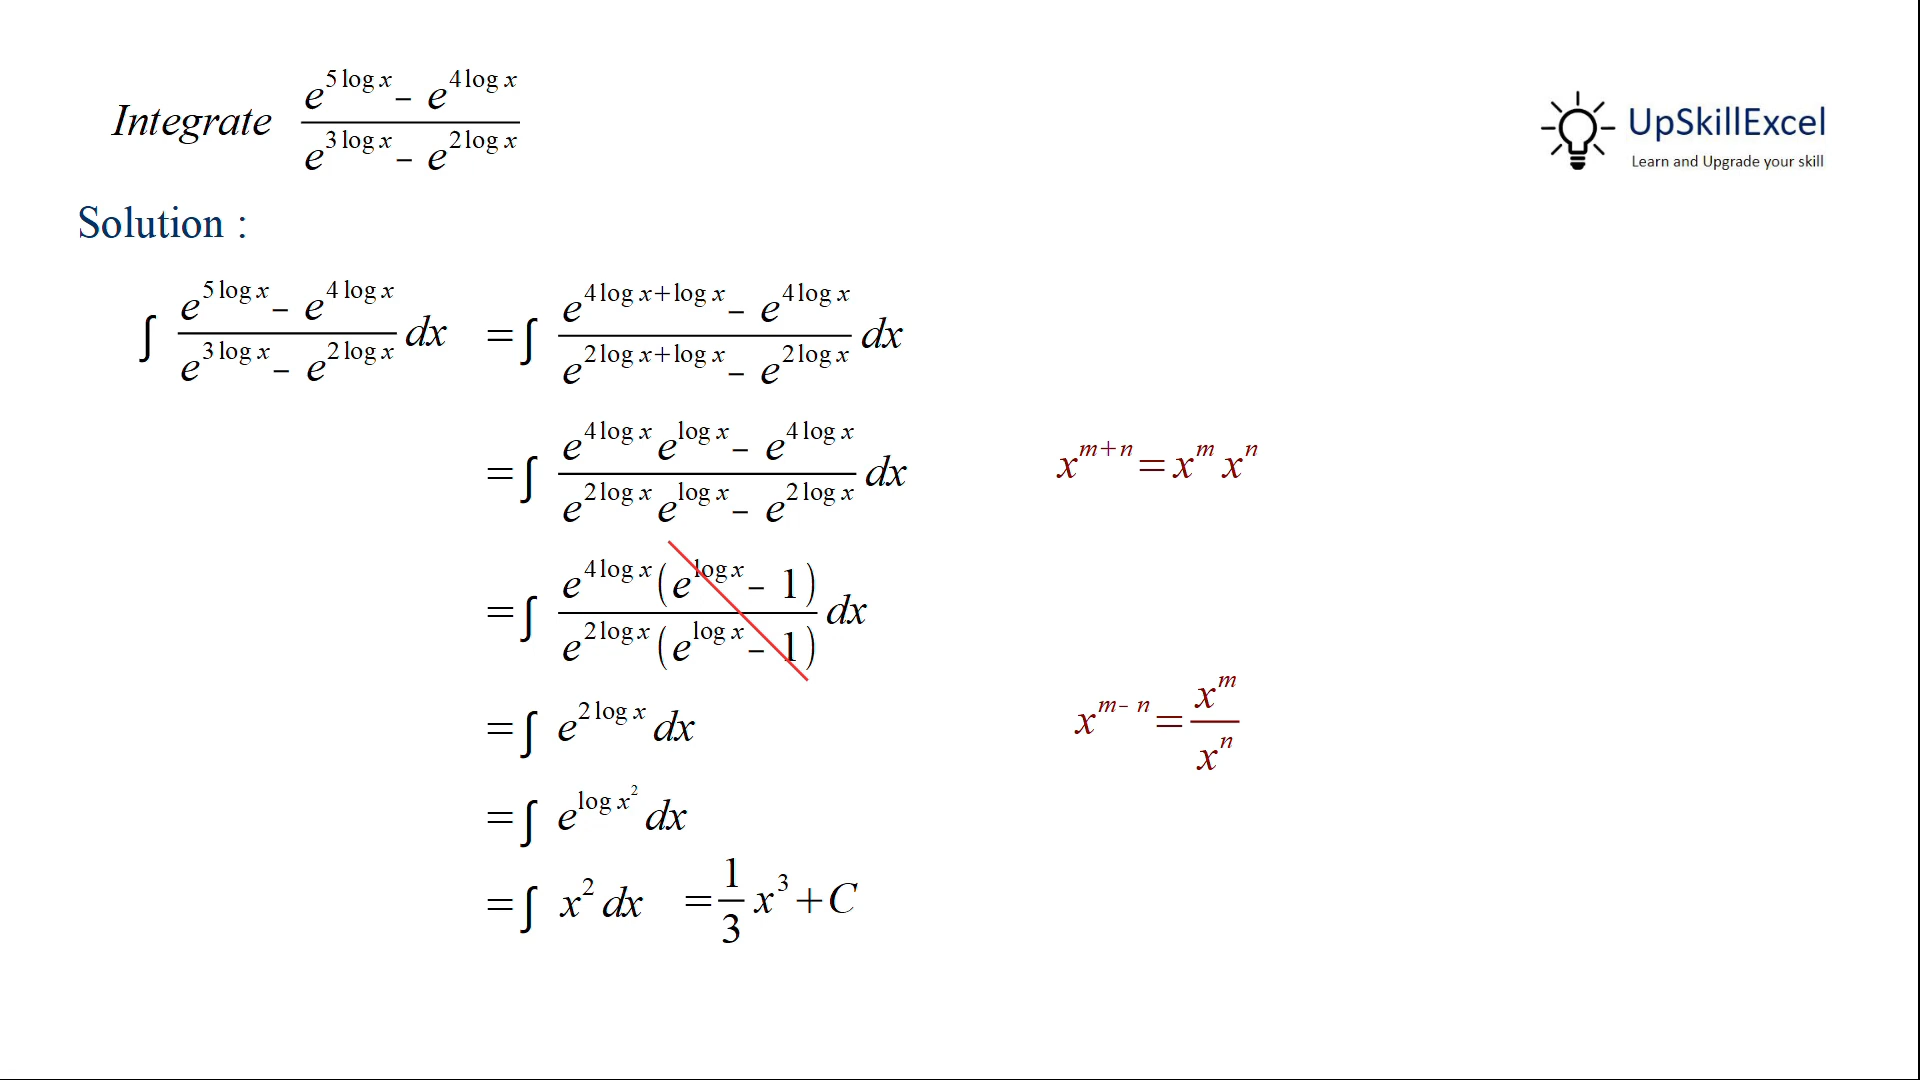 Integrate (e^{5 log x} – e^{4 log x})/(e^{3 log x} – e^{2 log x})
UpSkillExcel
Learn and Upgrade your skill
Solution :
∫ (e^{5 log x} – e^{4 log x})/(e^{3 log x} – e^{2 log x}) dx = ∫ (e^{4 log x+log x} – e^{4 log x})/(e^{2 log x+log x} – e^{2 log x}) dx
= ∫ (e^{4 log x} e^{log x} – e^{4 log x})/(e^{2 log x} e^{log x} – e^{2 log x}) dx
x^{m+n} = x^m x^n
= ∫ (e^{4 log x} (e^{log x} – 1))/(e^{2 log x} (e^{log x} – 1)) dx
= ∫ e^{2 log x} dx
x^{m– n} = x^m/x^n
= ∫ e^{log x^2} dx
= ∫ x^2 dx = 1/3 x^3 + C